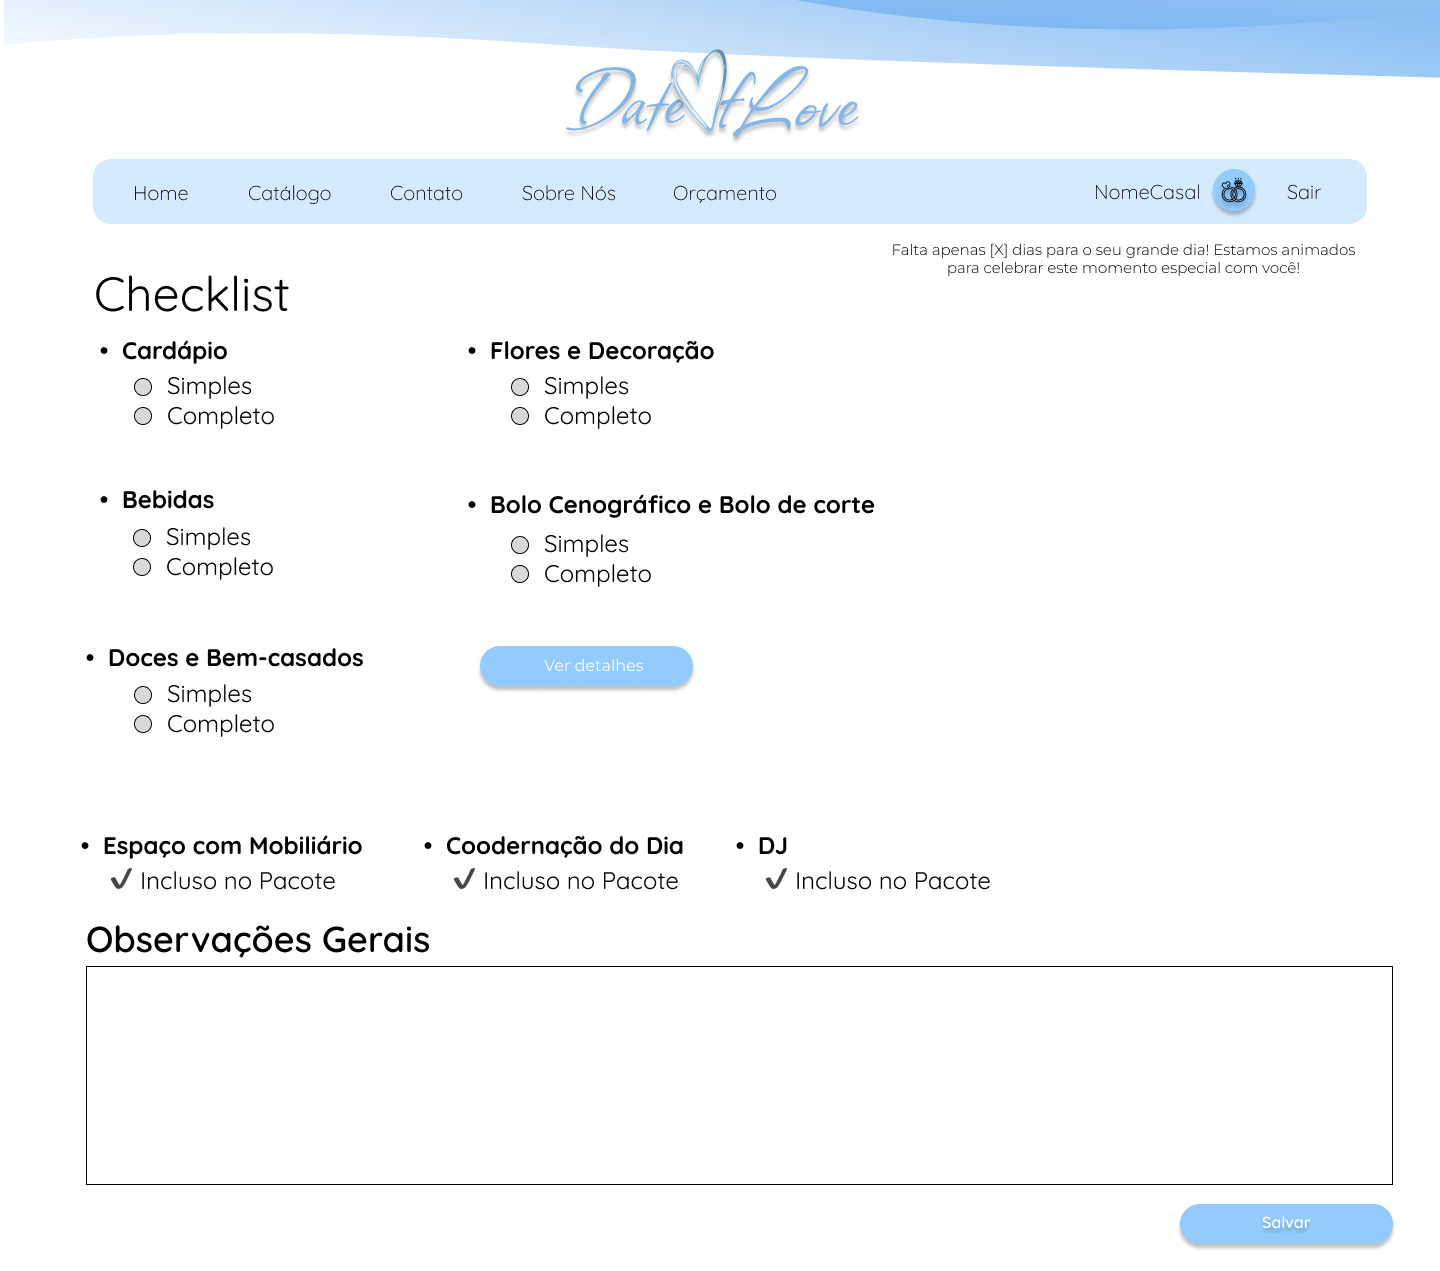 Date Of Love
Home Catálogo Contato Sobre Nós Orçamento NomeCasal Sair
Falta apenas [X] dias para o seu grande dia! Estamos animados
para celebrar este momento especial com você!
Checklist
• Cardápio
Simples
Completo
• Flores e Decoração
Simples
Completo
• Bebidas
Simples
Completo
• Bolo Cenográfico e Bolo de corte
Simples
Completo
• Doces e Bem-casados
Simples
Completo
Ver detalhes
• Espaço com Mobiliário
✔ Incluso no Pacote
• Coodernação do Dia
✔ Incluso no Pacote
• DJ
✔ Incluso no Pacote
Observações Gerais
Salvar